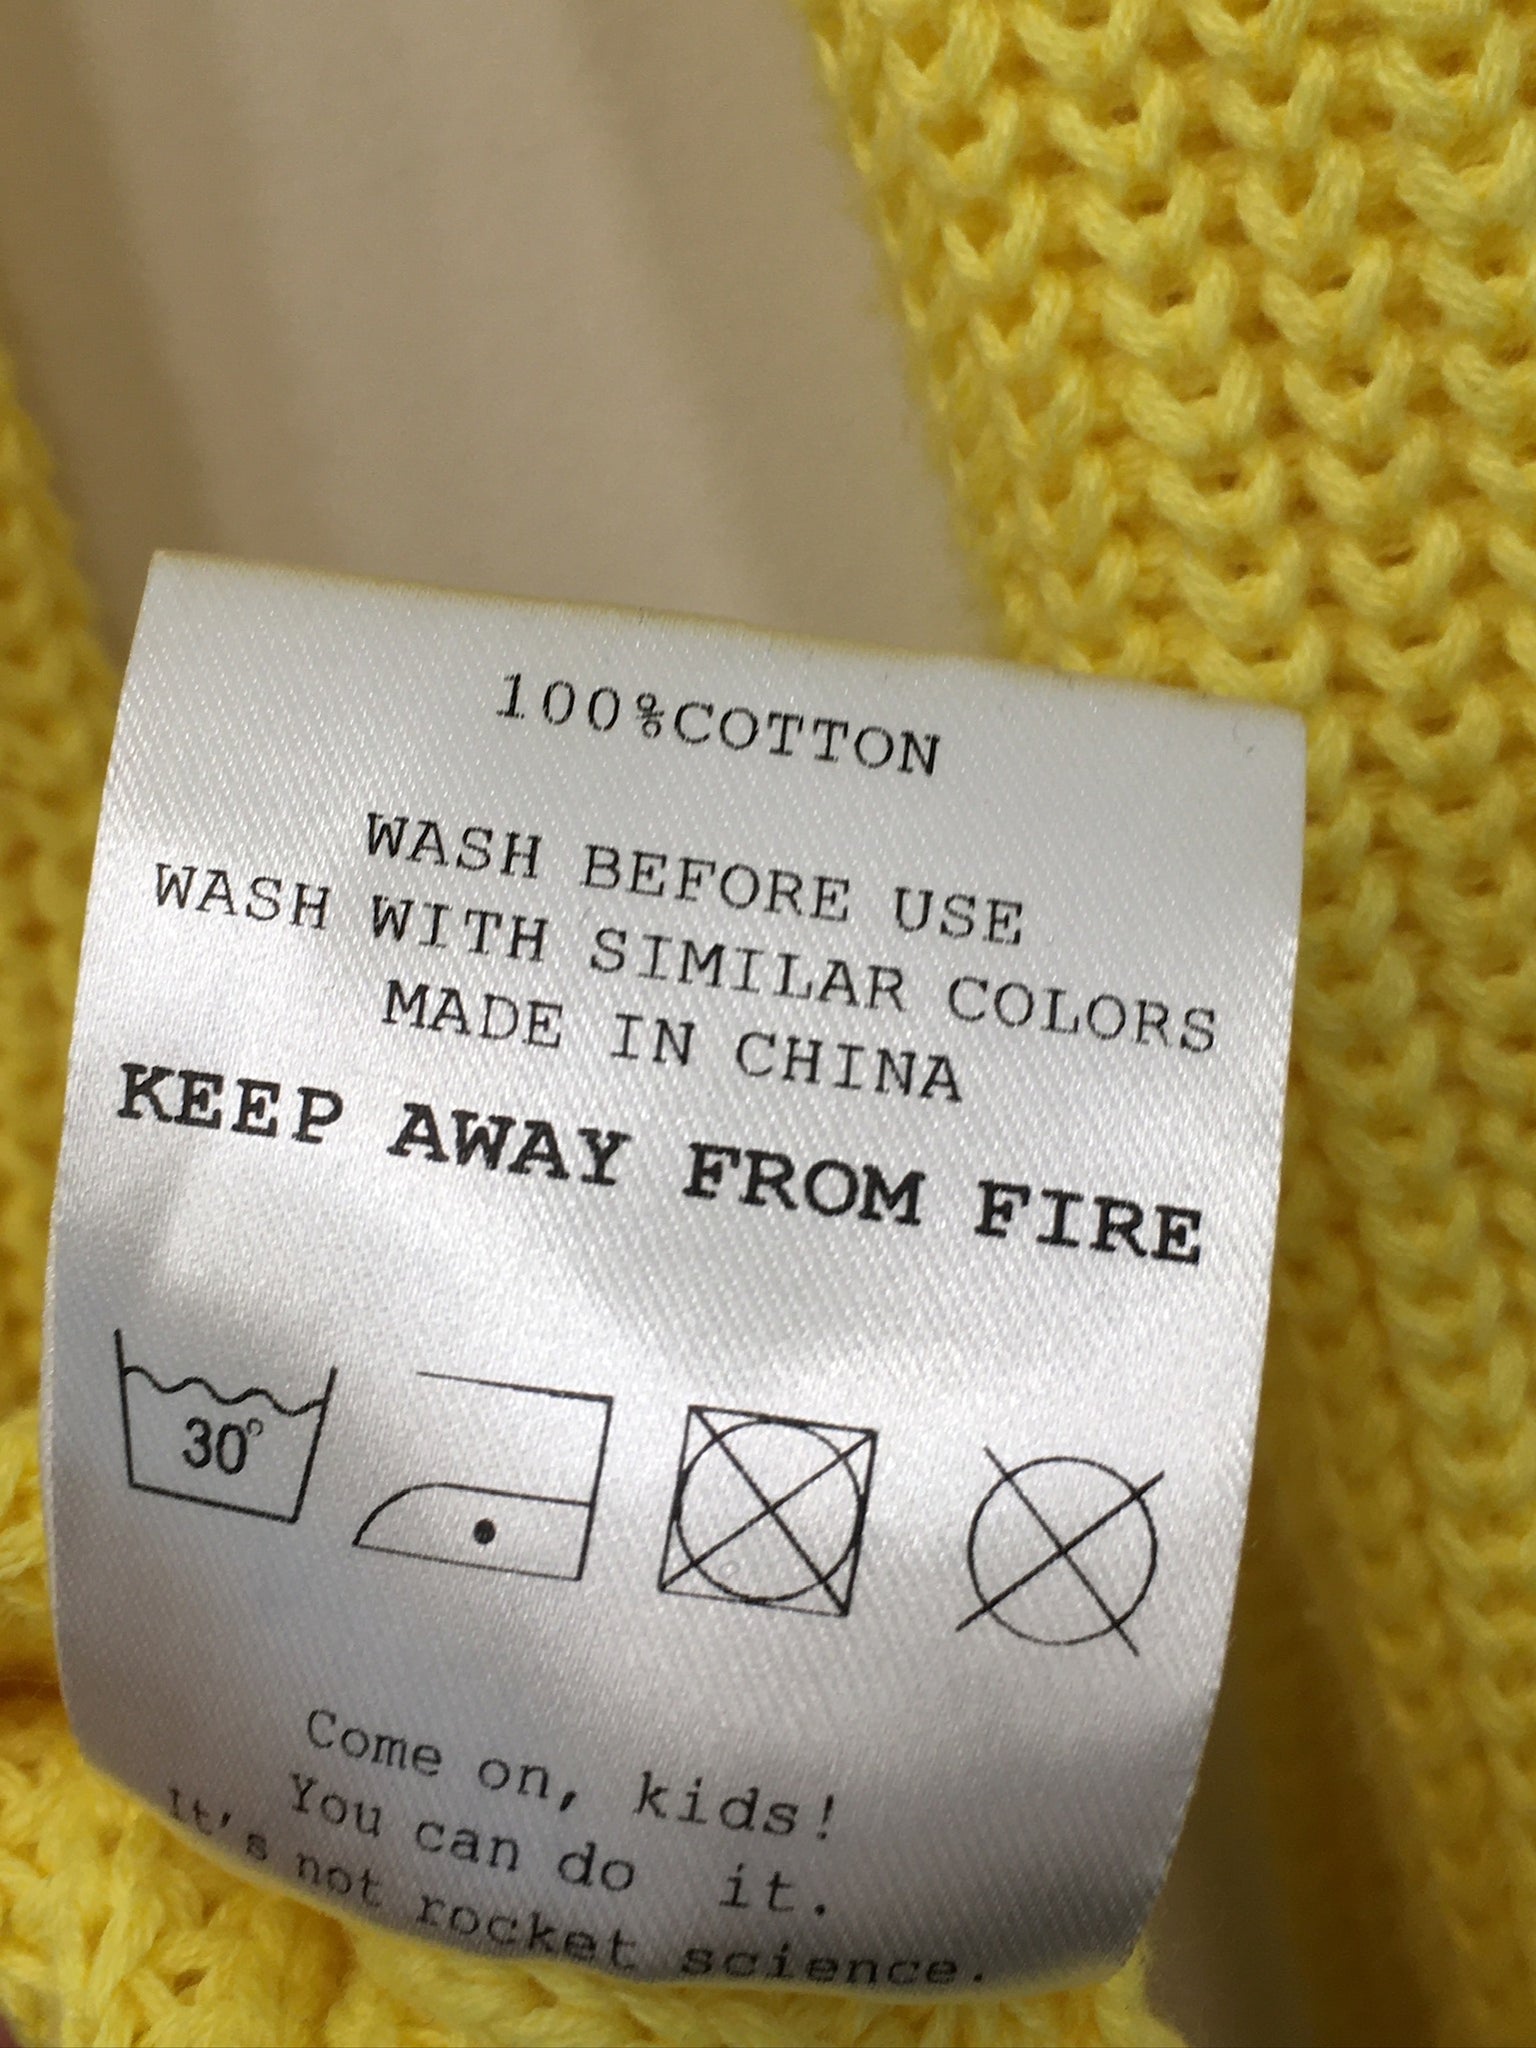 100%COTTON
WASH BEFORE USE
WASH WITH SIMILAR COLORS
MADE IN CHINA
KEEP AWAY FROM FIRE
30°
Come on, kids!
You can do it.
It's not rocket science.